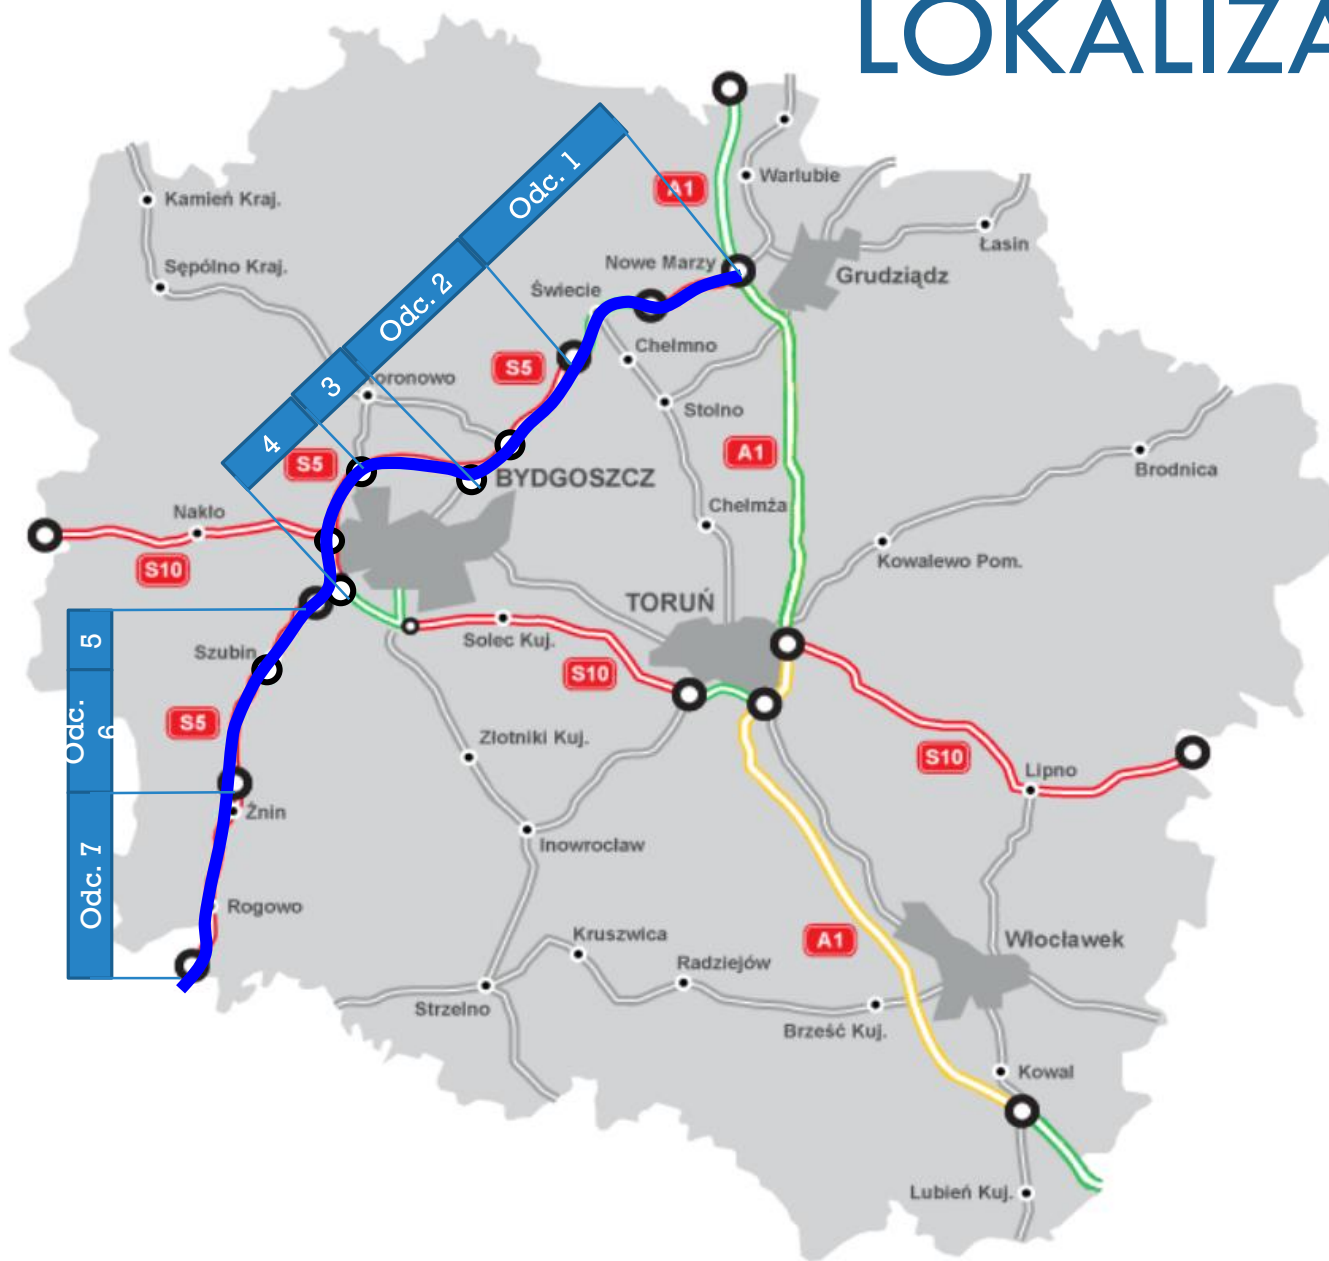 LOKALIZA
Odc. 1
A1
Warlubie
Kamień Kraj.
Łasin
Sępólno Kraj.
Nowe Marzy
Grudziądz
Odc. 2
Świecie
Chełmno
S5
3
oronowo
Stolno
4
S5
A1
BYDGOSZCZ
Brodnica
Nakło
Chełmża
S10
Kowalewo Pom.
TORUŃ
5
Solec Kuj.
Szubin
S10
Odc.
6
S5
Złotniki Kuj.
S10
Lipno
Żnin
Inowrocław
Odc. 7
Rogowo
Kruszwica
A1
Włocławek
Radziejów
Strzelno
Brześć Kuj.
Kowal
Lubień Kuj.